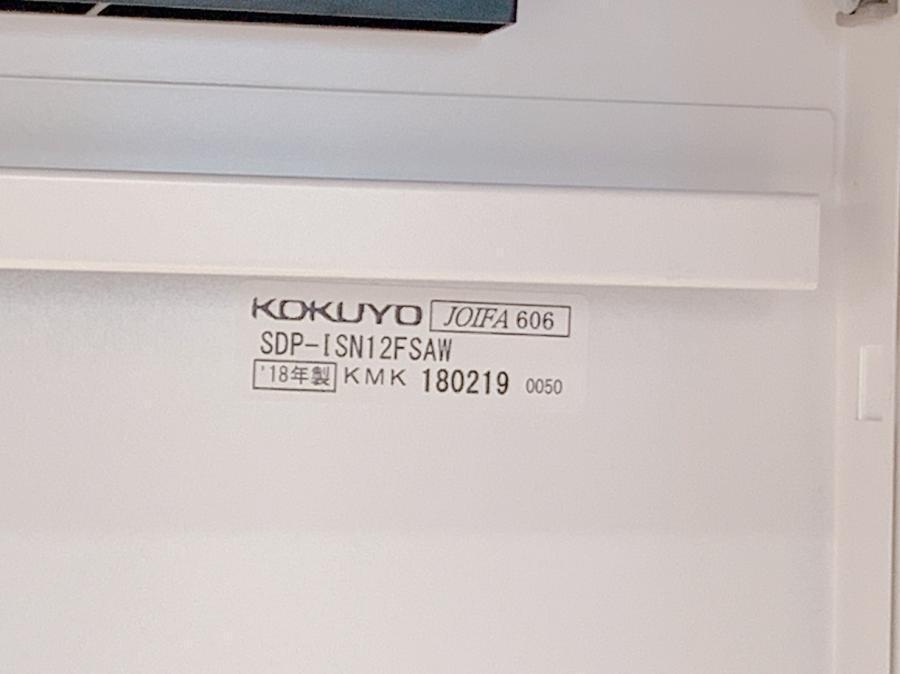 KOKUYO JOIFA 606
SDP-ISN12FSAW
'18年製 KMK 180219 0050